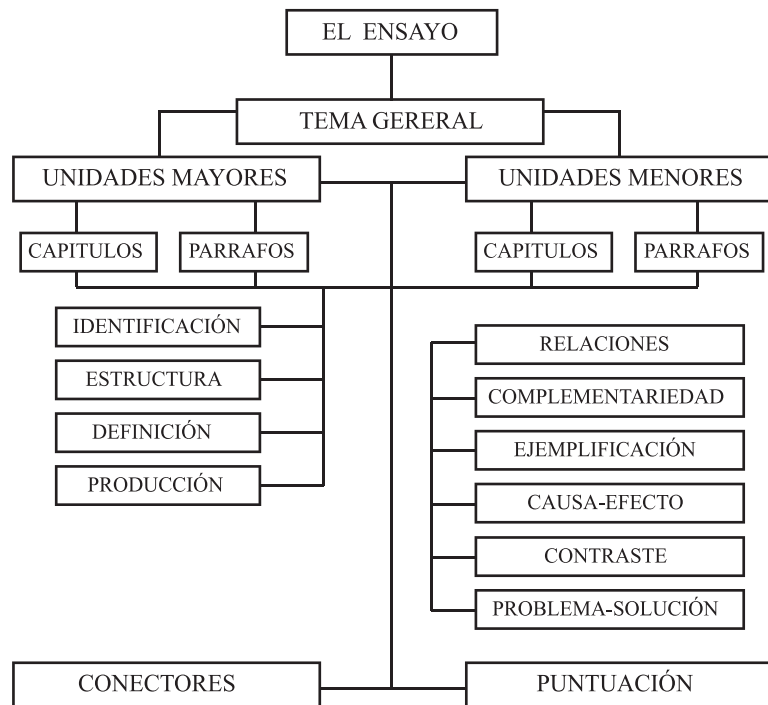 EL ENSAYO
TEMA GERERAL
UNIDADES MAYORES
UNIDADES MENORES
CAPITULOS
PARRAFOS
CAPITULOS
PARRAFOS
IDENTIFICACIÓN
ESTRUCTURA
DEFINICIÓN
PRODUCCIÓN
RELACIONES
COMPLEMENTARIEDAD
EJEMPLIFICACIÓN
CAUSA-EFECTO
CONTRASTE
PROBLEMA-SOLUCIÓN
CONECTORES
PUNTUACIÓN